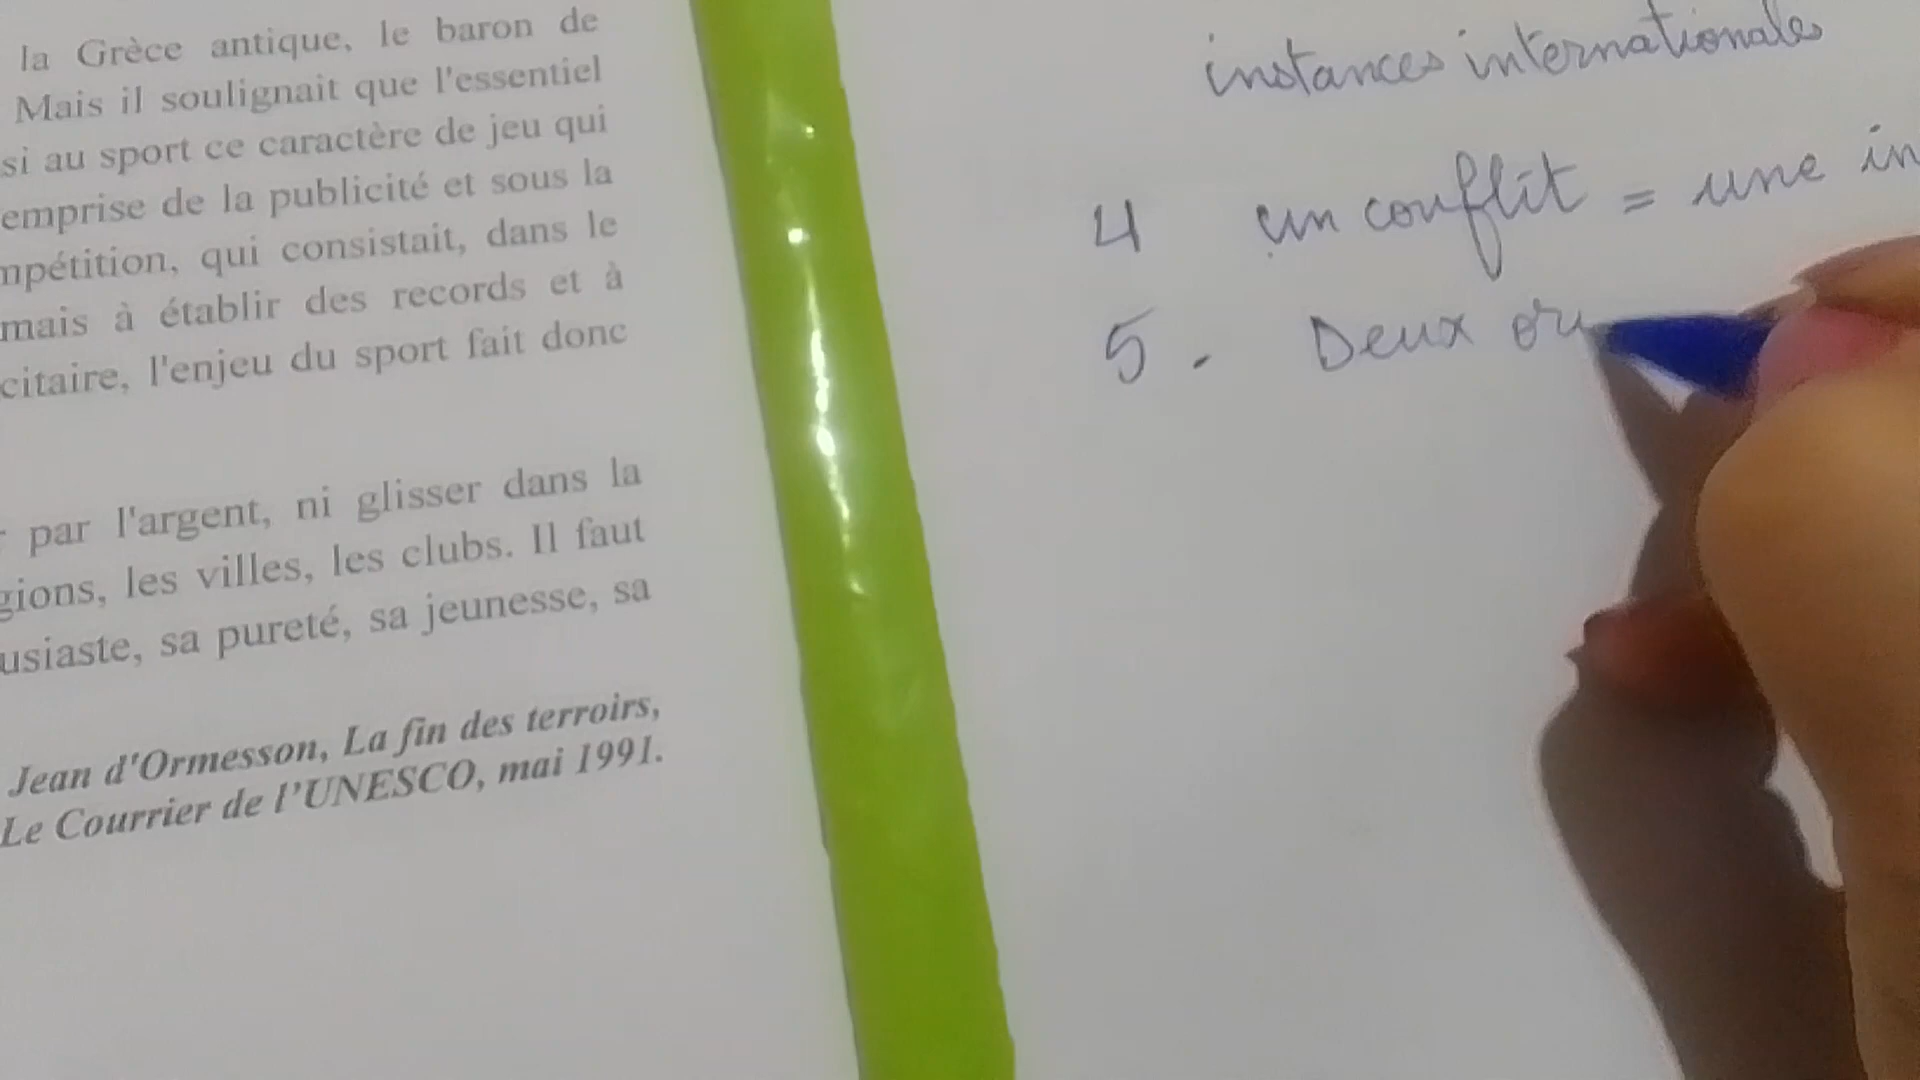 la Grèce antique, le baron de
Mais il soulignait que l'essentiel
si au sport ce caractère de jeu qui
emprise de la publicité et sous la
mpétition, qui consistait, dans le
mais à établir des records et à
citaire, l'enjeu du sport fait donc
par l'argent, ni glisser dans la
gions, les villes, les clubs. Il faut
usiaste, sa pureté, sa jeunesse, sa
Jean d'Ormesson, La fin des terroirs,
Le Courrier de l'UNESCO, mai 1991.
instances internationales
4 un conflit = une in
5. Deux